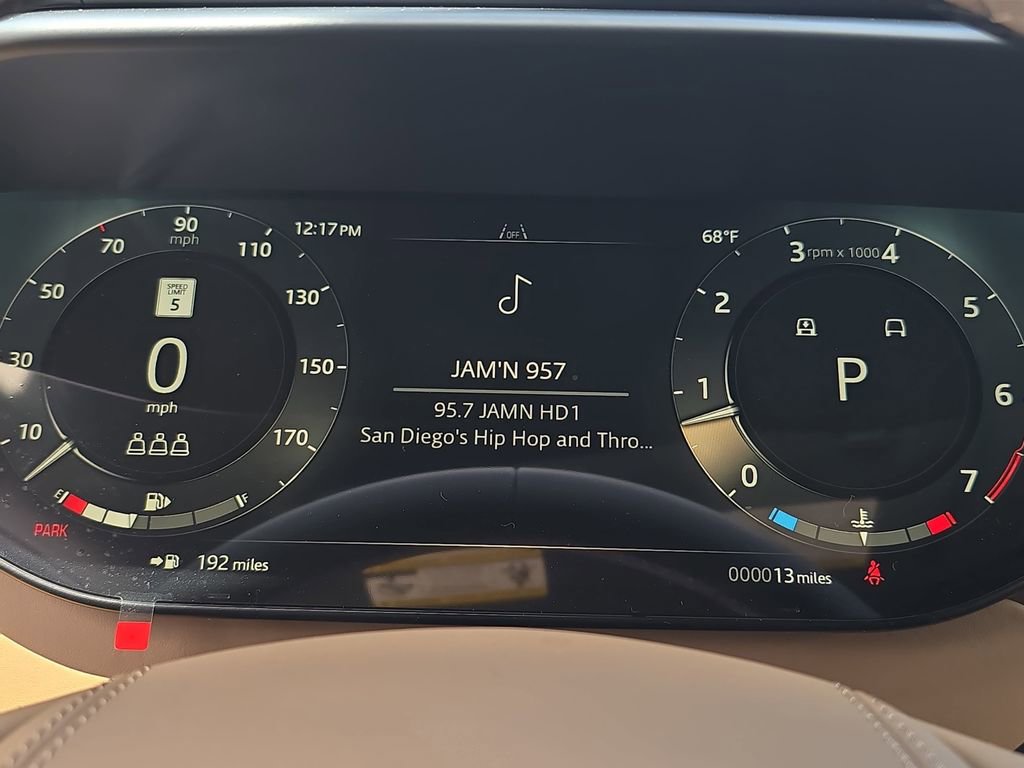 12:17PM
OFF
68°F
10
30
50
70
90
mph
110
130
150
170
SPEED
LIMIT
5
0
mph
E
F
PARK
192 miles
JAM'N 957
95.7 JAMN HD1
San Diego's Hip Hop and Thro...
0
1
2
3 rpm x 1000 4
5
6
7
P
000013 miles